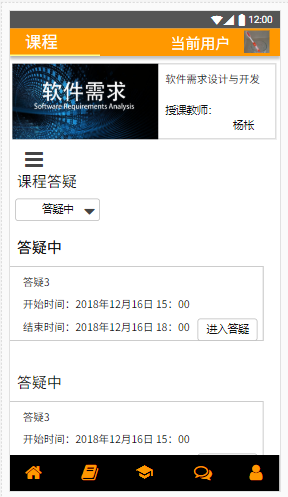 12:00
课程
当前用户
软件需求
Software Requirements Analysis
软件需求设计与开发
授课教师：
杨枨
课程答疑
答疑中
答疑中
答疑3
开始时间：2018年12月16日 15：00
结束时间：2018年12月16日 18：00
进入答疑
答疑中
答疑3
开始时间：2018年12月16日 15：00